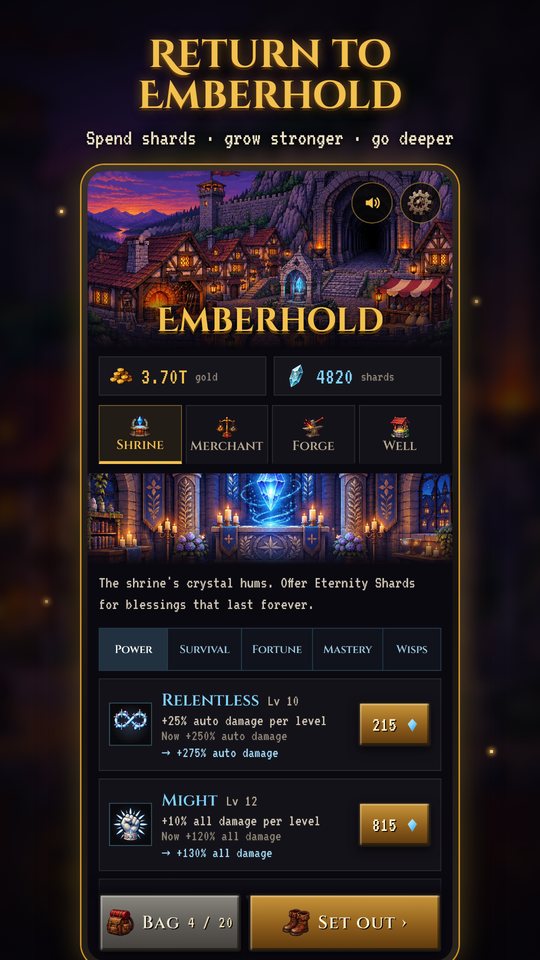 Return to
Emberhold
Spend shards · grow stronger · go deeper
Emberhold
3.70T gold
4820 shards
Shrine
Merchant
Forge
Well
The shrine's crystal hums. Offer Eternity Shards
for blessings that last forever.
Power
Survival
Fortune
Mastery
Wisps
Relentless Lv 10
+25% auto damage per level
Now +250% auto damage
→ +275% auto damage
215
Might Lv 12
+10% all damage per level
Now +120% all damage
→ +130% all damage
815
Bag 4 / 20
Set out ›